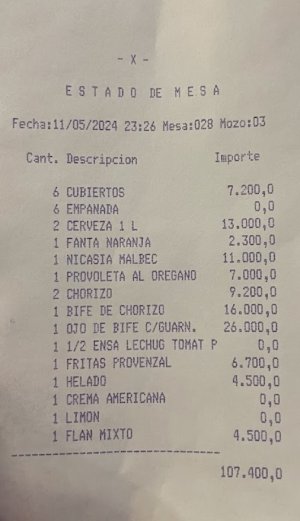 - X -
E S T A D O DE M E S A
Fecha:11/05/2024 23:26 Mesa:028 Mozo:03
Cant. Descripcion Importe
6 CUBIERTOS 7.200,0
6 EMPANADA 0,0
2 CERVEZA 1 L 13.000,0
1 FANTA NARANJA 2.300,0
1 NICASIA MALBEC 11.000,0
1 PROVOLETA AL OREGANO 7.000,0
2 CHORIZO 9.200,0
1 BIFE DE CHORIZO 16.000,0
1 OJO DE BIFE C/GUARN. 26.000,0
1 1/2 ENSA LECHUG TOMAT P 0,0
1 FRITAS PROVENZAL 6.700,0
1 HELADO 4.500,0
1 CREMA AMERICANA 0,0
1 LIMON 0,0
1 FLAN MIXTO 4.500,0
107.400,0